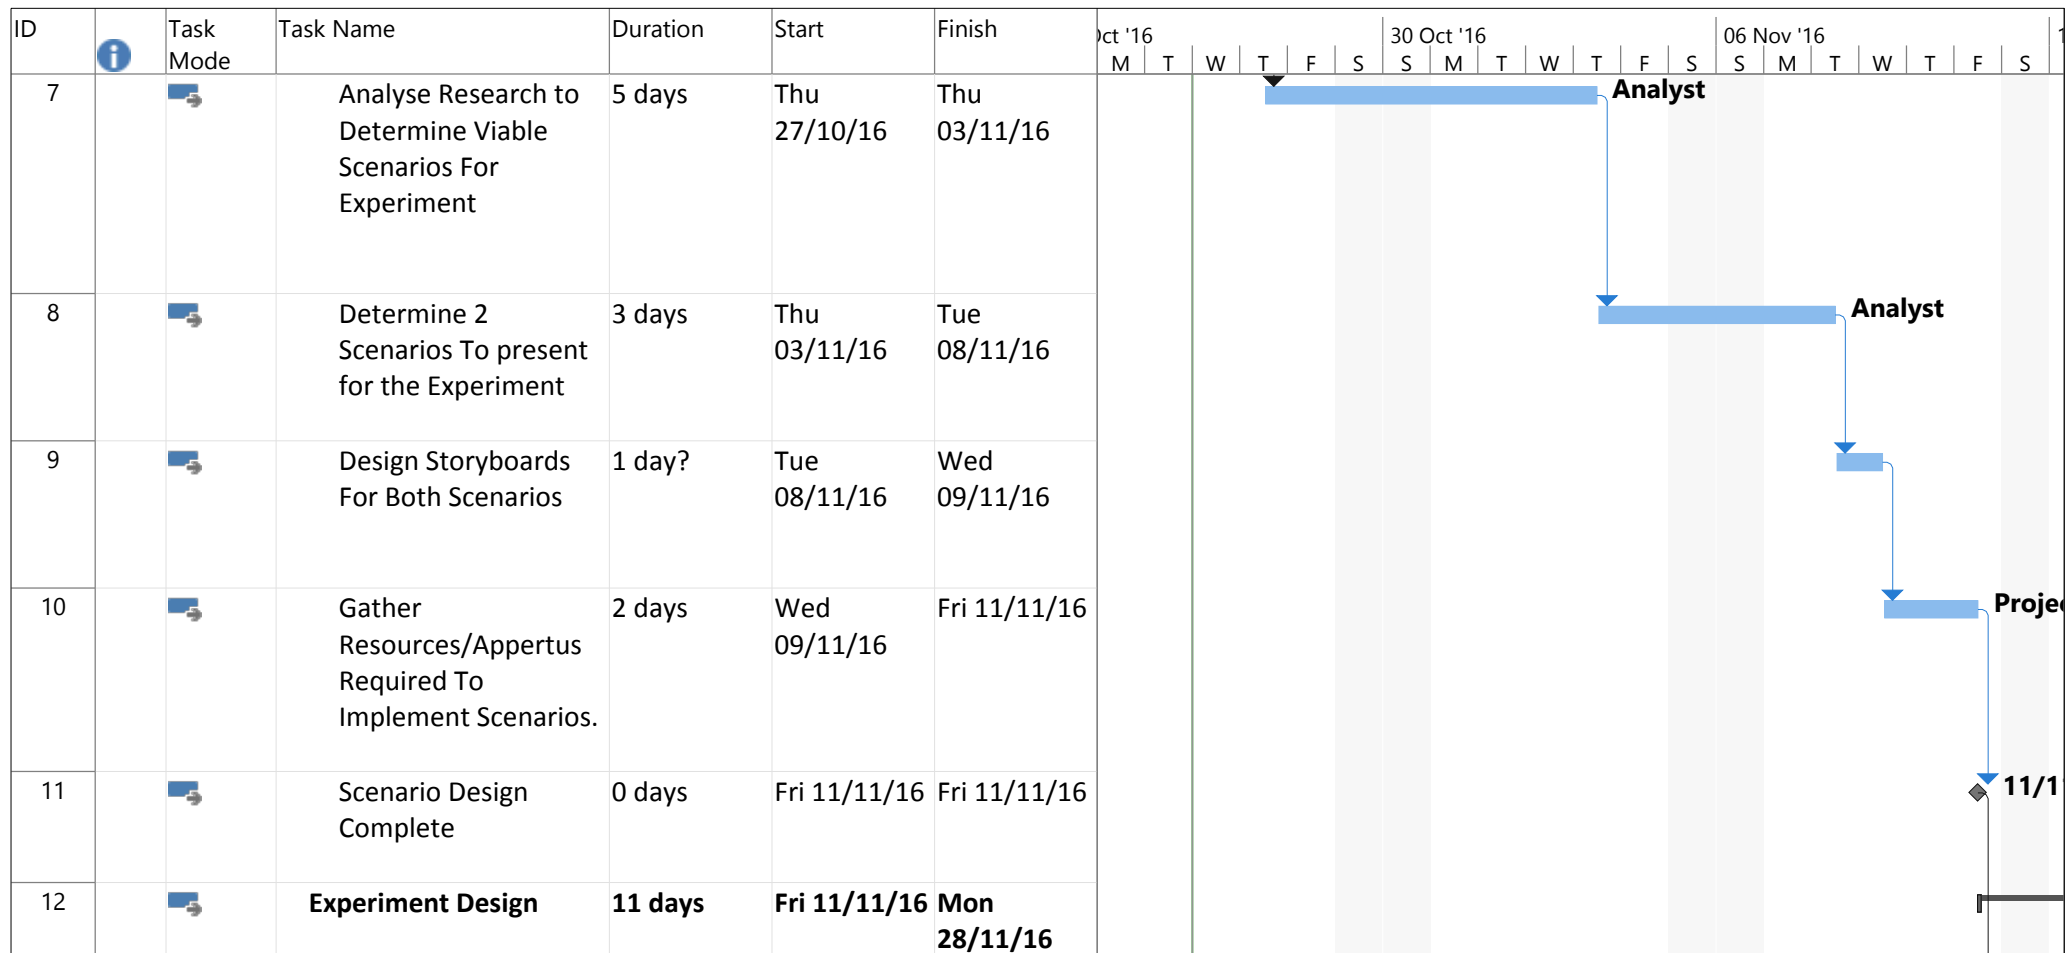 ID Task Mode Task Name Duration Start Finish
Oct '16 30 Oct '16 06 Nov '16 1
M T W T F S S M T W T F S S M T W T F S
7 Analyse Research to 5 days Thu Thu Analyst
Determine Viable 27/10/16 03/11/16
Scenarios For
Experiment
8 Determine 2 3 days Thu Tue Analyst
Scenarios To present 03/11/16 08/11/16
for the Experiment
9 Design Storyboards 1 day? Tue Wed
For Both Scenarios 08/11/16 09/11/16
10 Gather 2 days Wed Fri 11/11/16 Projec
Resources/Appertus 09/11/16
Required To
Implement Scenarios.
11 Scenario Design 0 days Fri 11/11/16 Fri 11/11/16 11/1
Complete
12 Experiment Design 11 days Fri 11/11/16 Mon
28/11/16